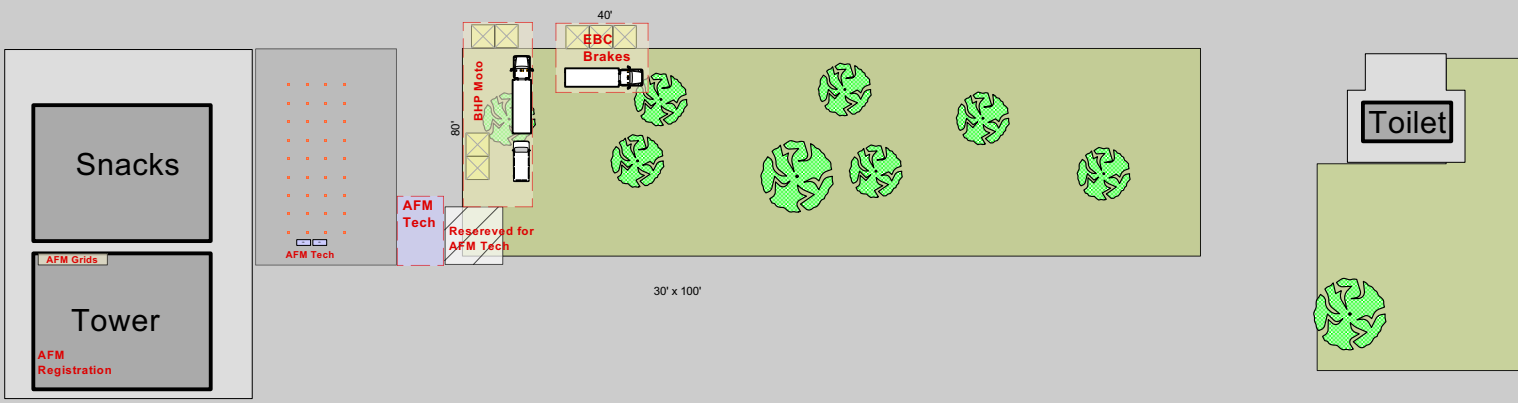 40'
EBC
Brakes
BHP Moto
80'
Snacks
Toilet
AFM
Tech
Resereved for
AFM Tech
AFM Tech
AFM Grids
30' x 100'
Tower
AFM
Registration